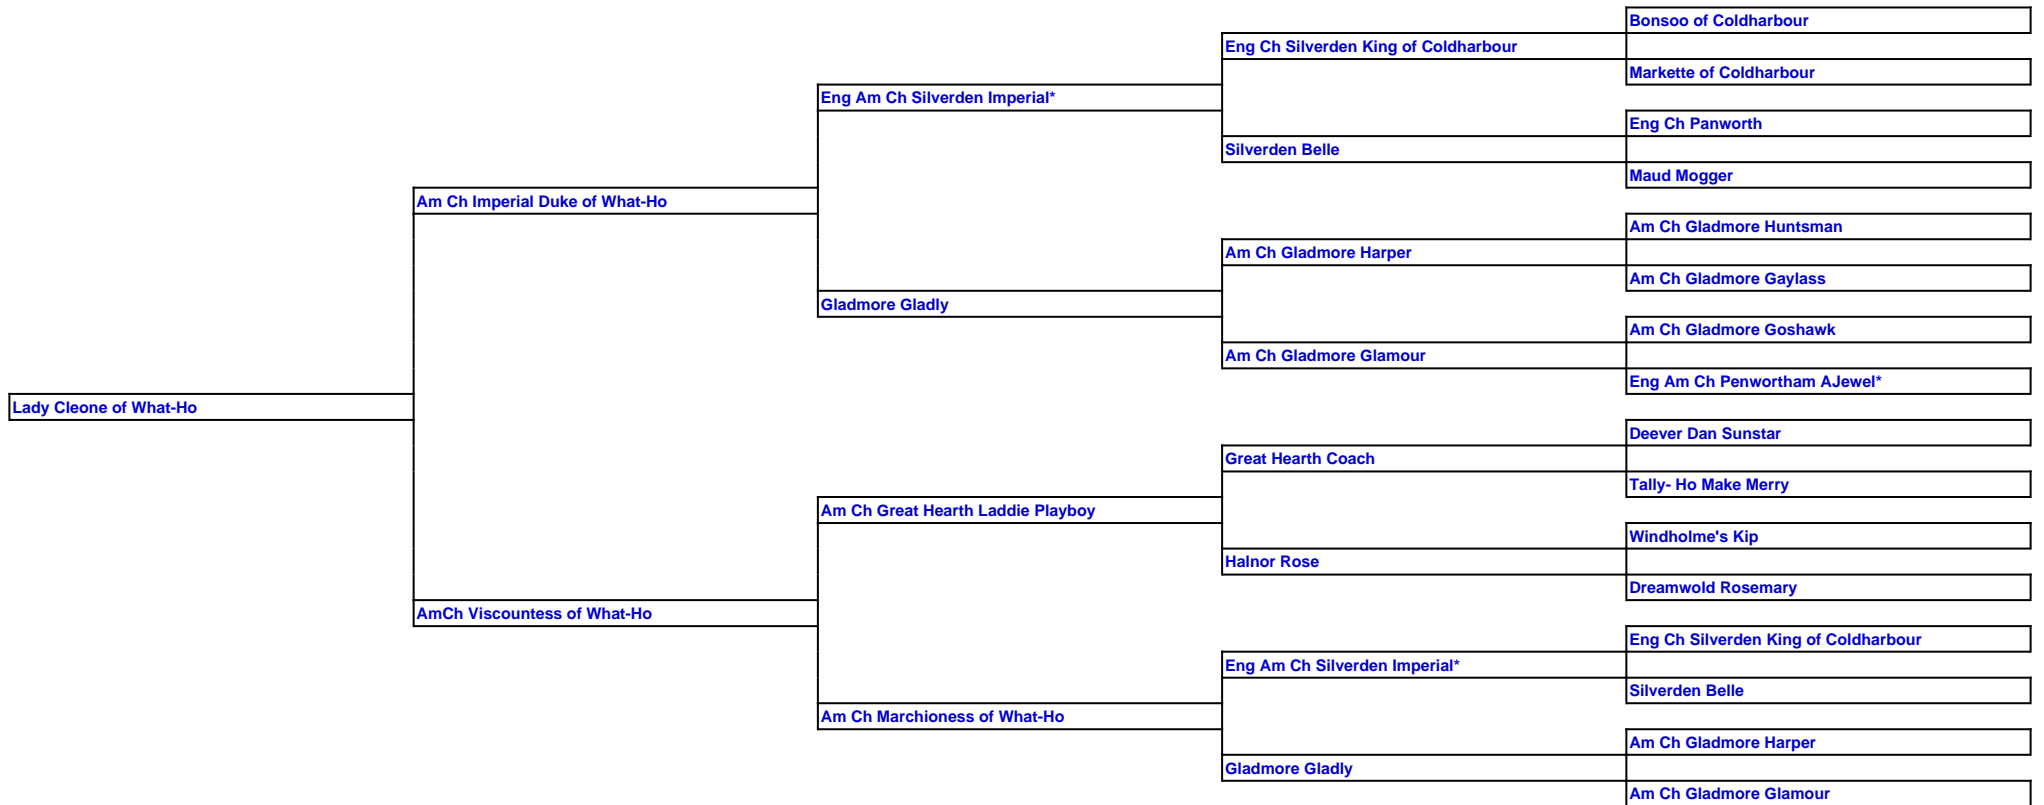 Bonsoo of Coldharbour
Eng Ch Silverden King of Coldharbour
Markette of Coldharbour
Eng Am Ch Silverden Imperial*
Eng Ch Panworth
Silverden Belle
Maud Mogger
Am Ch Imperial Duke of What-Ho
Am Ch Gladmore Huntsman
Am Ch Gladmore Harper
Am Ch Gladmore Gaylass
Gladmore Gladly
Am Ch Gladmore Goshawk
Am Ch Gladmore Glamour
Eng Am Ch Penwortham AJewel*
Lady Cleone of What-Ho
Deever Dan Sunstar
Great Hearth Coach
Tally- Ho Make Merry
Am Ch Great Hearth Laddie Playboy
Windholme's Kip
Halnor Rose
Dreamwold Rosemary
AmCh Viscountess of What-Ho
Eng Ch Silverden King of Coldharbour
Eng Am Ch Silverden Imperial*
Silverden Belle
Am Ch Marchioness of What-Ho
Am Ch Gladmore Harper
Gladmore Gladly
Am Ch Gladmore Glamour